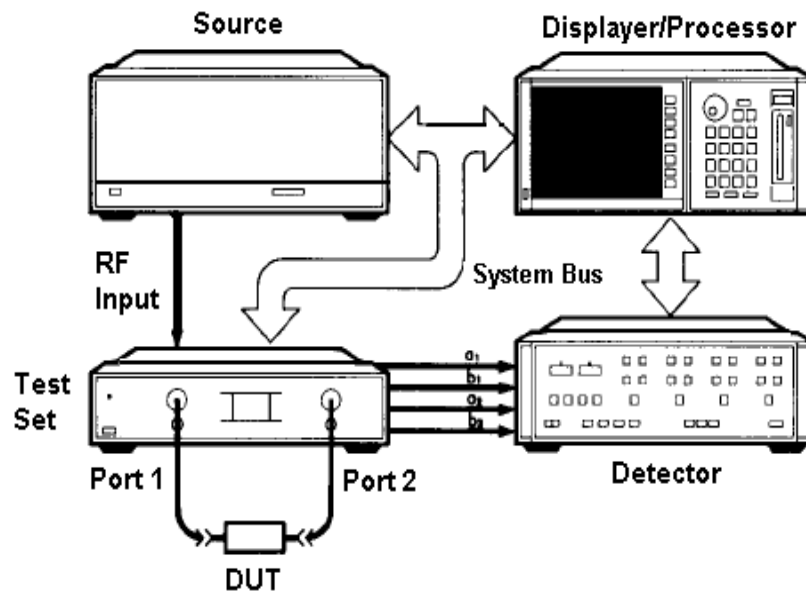 Source
Displayer/Processor
RF
Input
System Bus
Test
Set
a₁
b₁
a₂
b₂
Port 1
Port 2
Detector
DUT